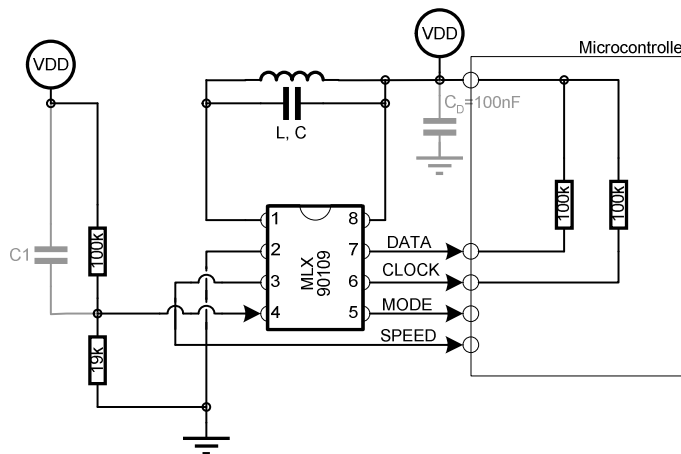 VDD
VDD
Microcontrolle
C_D=100nF
L, C
C1
100k
100k
100k
1
8
2
7
DATA
MLX
90109
3
6
CLOCK
4
5
MODE
SPEED
19k